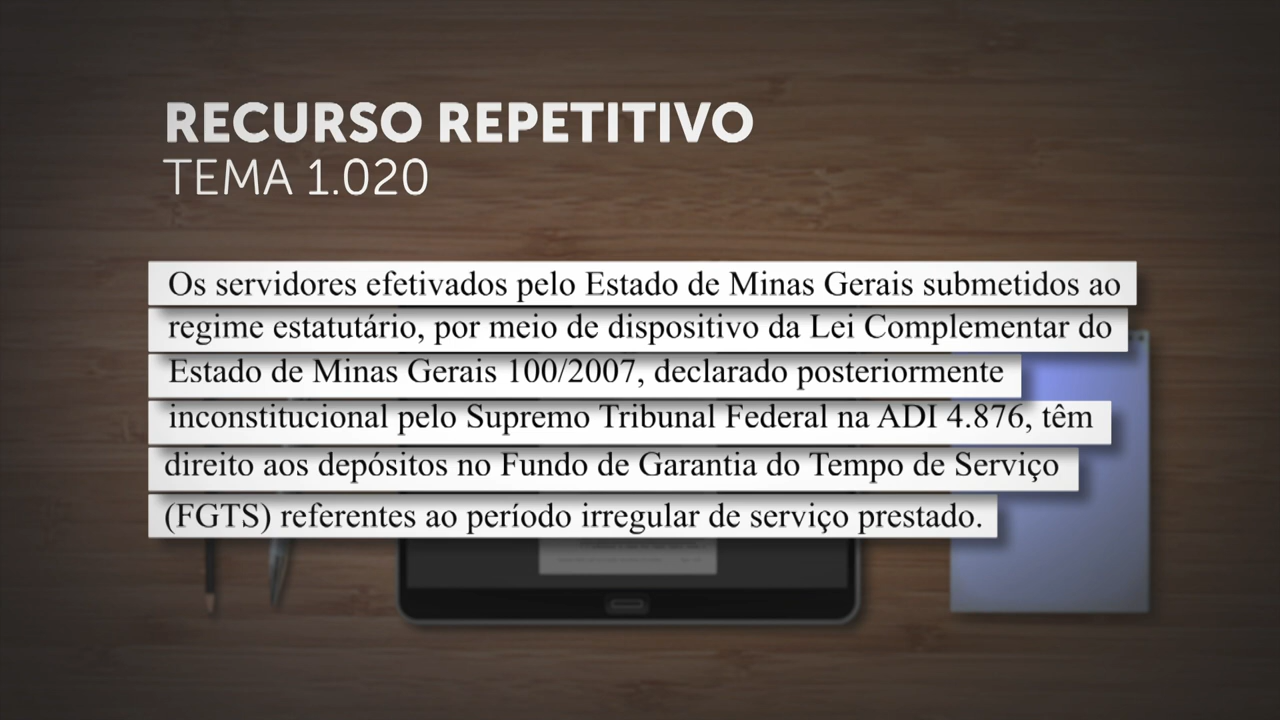 RECURSO REPETITIVO
TEMA 1.020
Os servidores efetivados pelo Estado de Minas Gerais submetidos ao
regime estatutário, por meio de dispositivo da Lei Complementar do
Estado de Minas Gerais 100/2007, declarado posteriormente
inconstitucional pelo Supremo Tribunal Federal na ADI 4.876, têm
direito aos depósitos no Fundo de Garantia do Tempo de Serviço
(FGTS) referentes ao período irregular de serviço prestado.